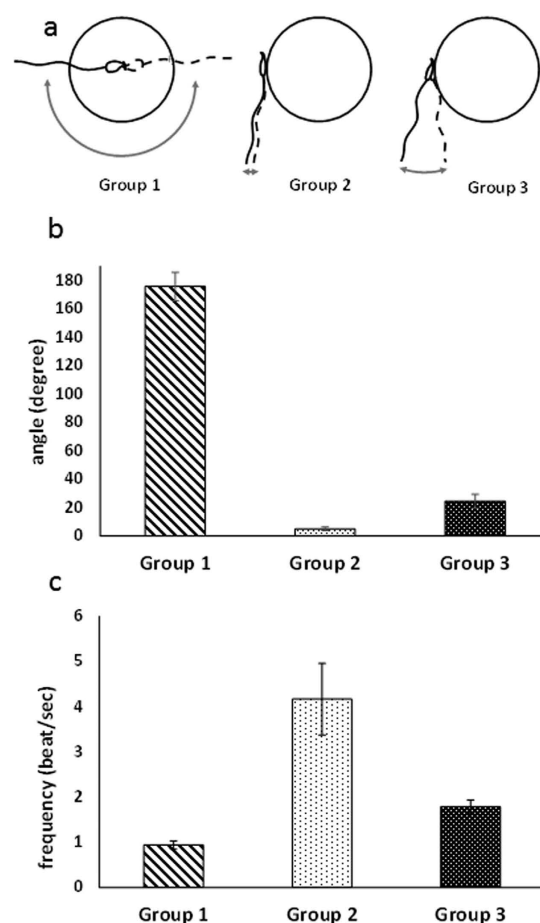 a
Group 1
Group 2
Group 3
b
angle (degree)
180
160
140
120
100
80
60
40
20
0
Group 1
Group 2
Group 3
c
frequency (beat/sec)
6
5
4
3
2
1
0
Group 1
Group 2
Group 3